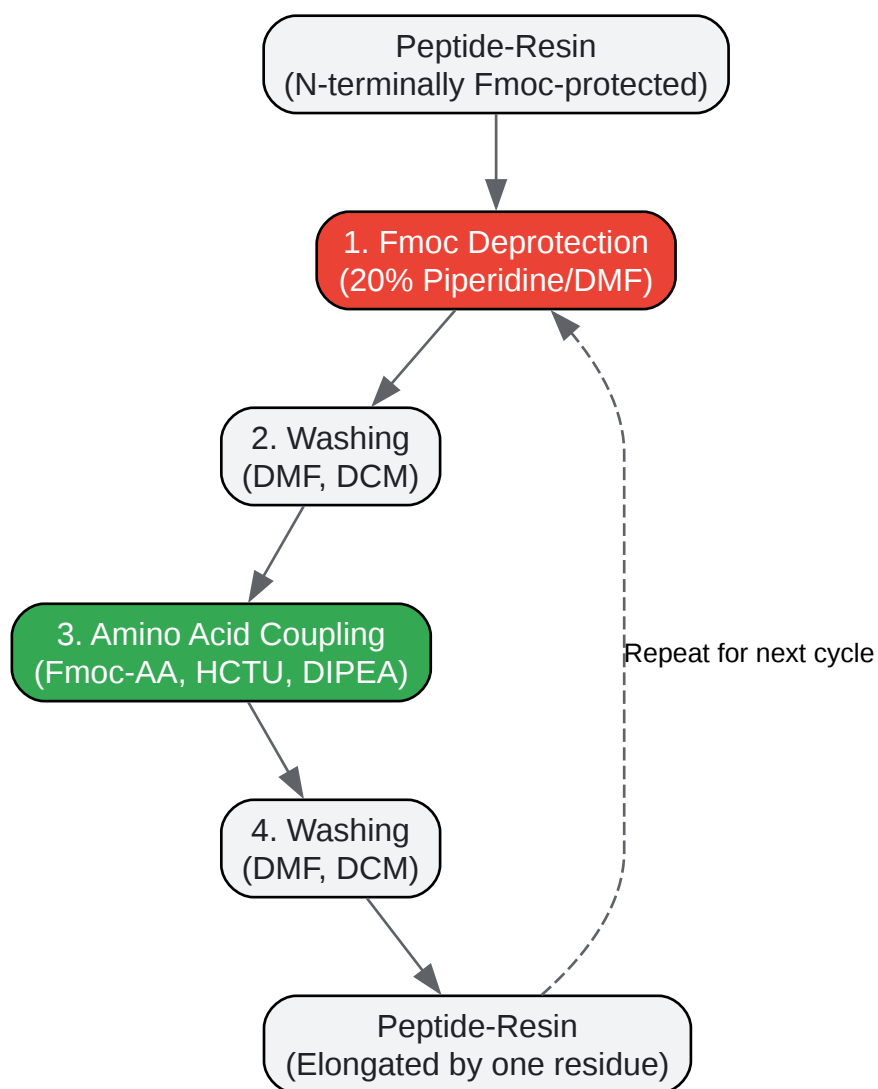 Peptide-Resin
(N-terminally Fmoc-protected)
1. Fmoc Deprotection
(20% Piperidine/DMF)
2. Washing
(DMF, DCM)
3. Amino Acid Coupling
(Fmoc-AA, HCTU, DIPEA)
Repeat for next cycle
4. Washing
(DMF, DCM)
Peptide-Resin
(Elongated by one residue)